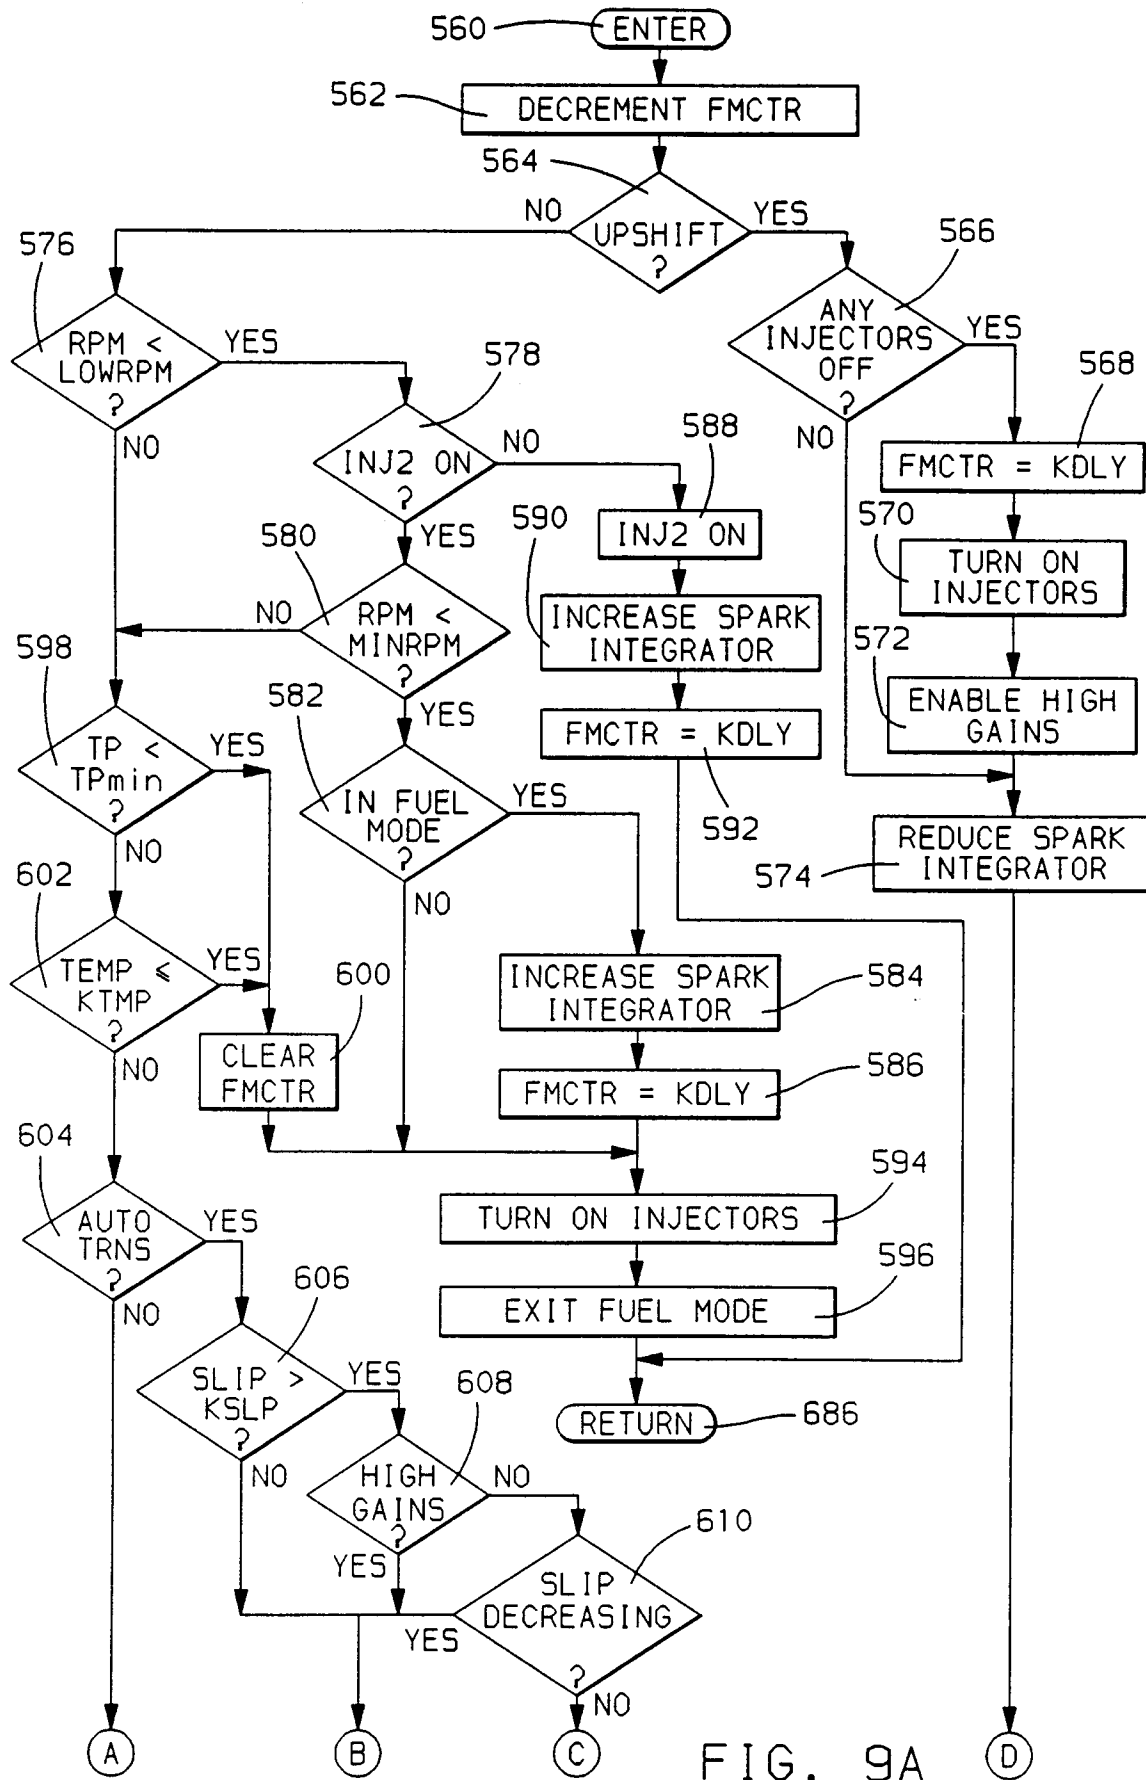 560
ENTER
562
DECREMENT FMCTR
564
NO
YES
UPSHIFT
?
576
566
RPM <
LOWRPM
?
YES
NO
578
ANY
INJECTORS
OFF
?
YES
NO
568
INJ2 ON
?
NO
YES
588
FMCTR = KDLY
580
590
INJ2 ON
570
TURN ON
INJECTORS
NO
RPM <
MINRPM
?
YES
INCREASE SPARK
INTEGRATOR
572
ENABLE HIGH
GAINS
598
582
FMCTR = KDLY
592
TP <
TPmin
?
YES
NO
IN FUEL
MODE
?
YES
NO
574
REDUCE SPARK
INTEGRATOR
602
TEMP ≤
KTMP
?
YES
NO
600
CLEAR
FMCTR
INCREASE SPARK
INTEGRATOR
584
FMCTR = KDLY
586
604
AUTO
TRNS
?
YES
NO
594
TURN ON INJECTORS
596
EXIT FUEL MODE
606
SLIP >
KSLP
?
YES
NO
608
RETURN
686
HIGH
GAINS
?
NO
YES
610
SLIP
DECREASING
?
YES
NO
A
B
C
FIG. 9A
D